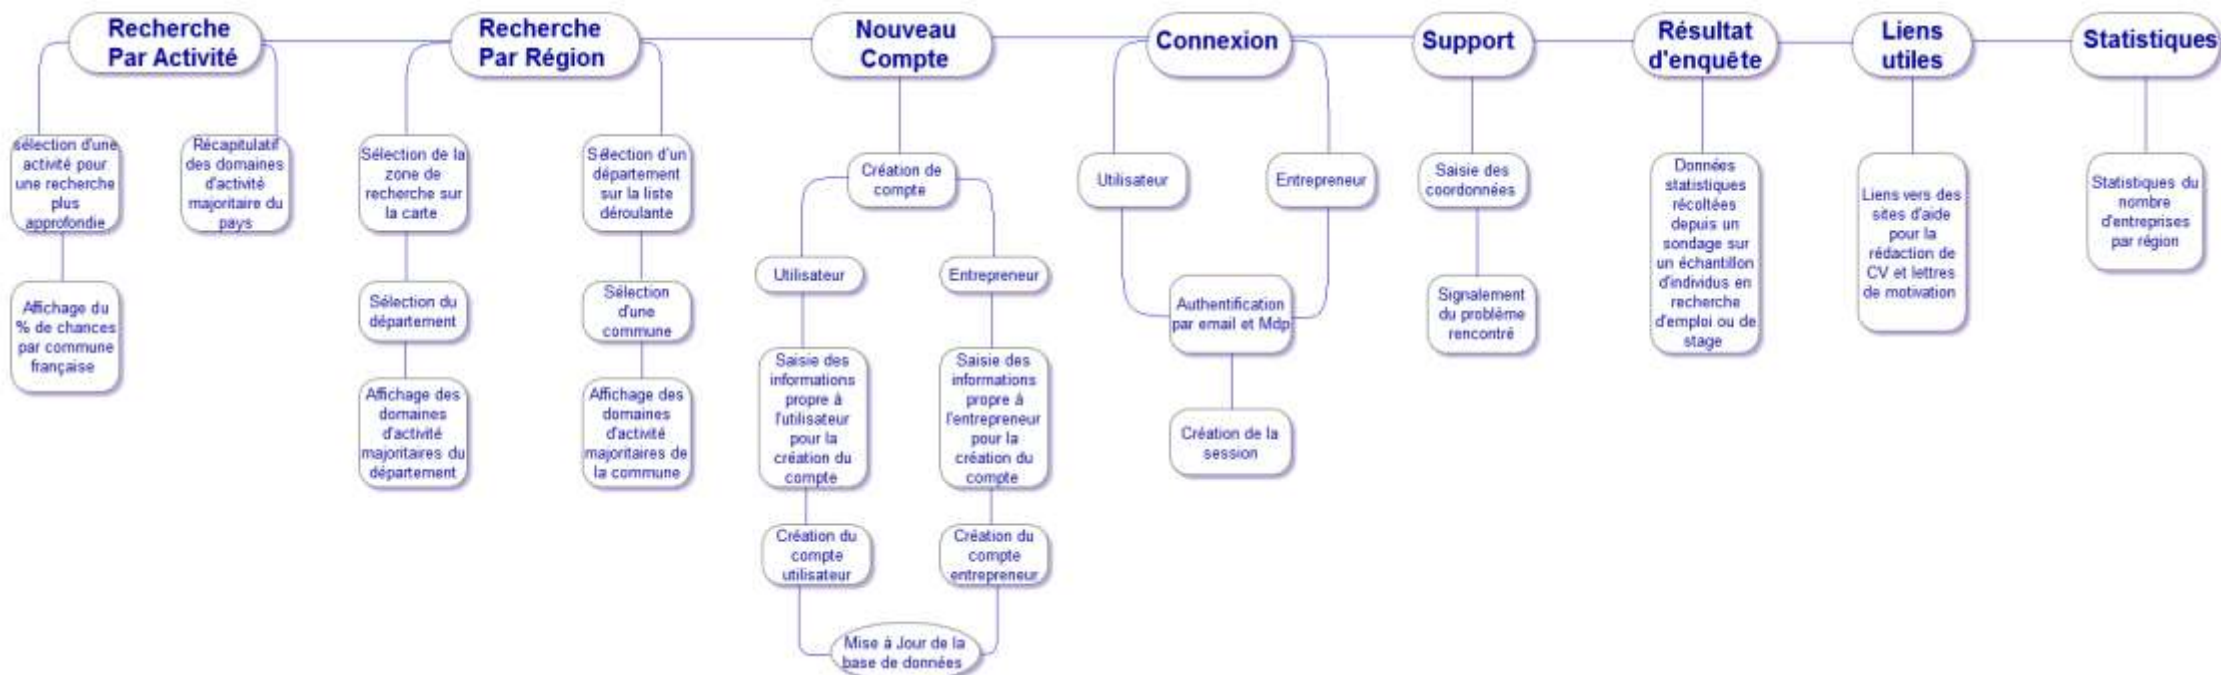 Recherche
Par Activité
Recherche
Par Région
Nouveau
Compte
Connexion
Support
Résultat
d'enquête
Liens
utiles
Statistiques
sélection d'une
activité pour
une recherche
plus
approfondie
Affichage du
% de chances
par commune
française
Récapitulatif
des domaines
d'activité
majoritaire du
pays
Sélection de la
zone de
recherche sur
la carte
Sélection du
département
Affichage des
domaines
d'activité
majoritaires du
département
Sélection d'un
département
sur la liste
déroulante
Sélection
d'une
commune
Affichage des
domaines
d'activité
majoritaires de
la commune
Création de
compte
Utilisateur
Saisie des
informations
propre à
l'utilisateur
pour la
création du
compte
Création du
compte
utilisateur
Entrepreneur
Saisie des
informations
propre à
l'entrepreneur
pour la
création du
compte
Création du
compte
entrepreneur
Mise à Jour de la
base de données
Utilisateur
Entrepreneur
Authentification
par email et Mdp
Création de la
session
Saisie des
coordonnées
Signalement
du problème
rencontré
Données
statistiques
récoltées
depuis un
sondage sur
un échantillon
d'individus en
recherche
d'emploi ou de
stage
Liens vers des
sites d'aide
pour la
rédaction de
CV et lettres
de motivation
Statistiques du
nombre
d'entreprises
par région